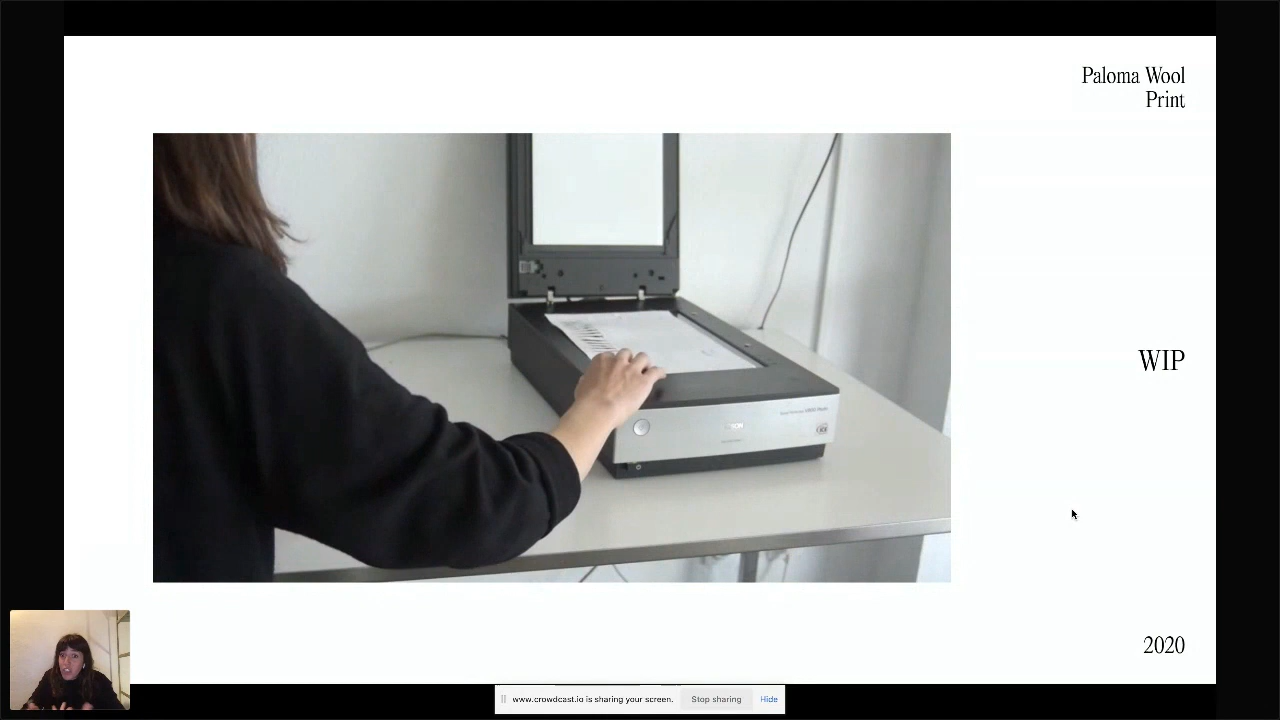 Paloma Wool
Print
WIP
2020
www.crowdcast.io is sharing your screen.
Stop sharing
Hide